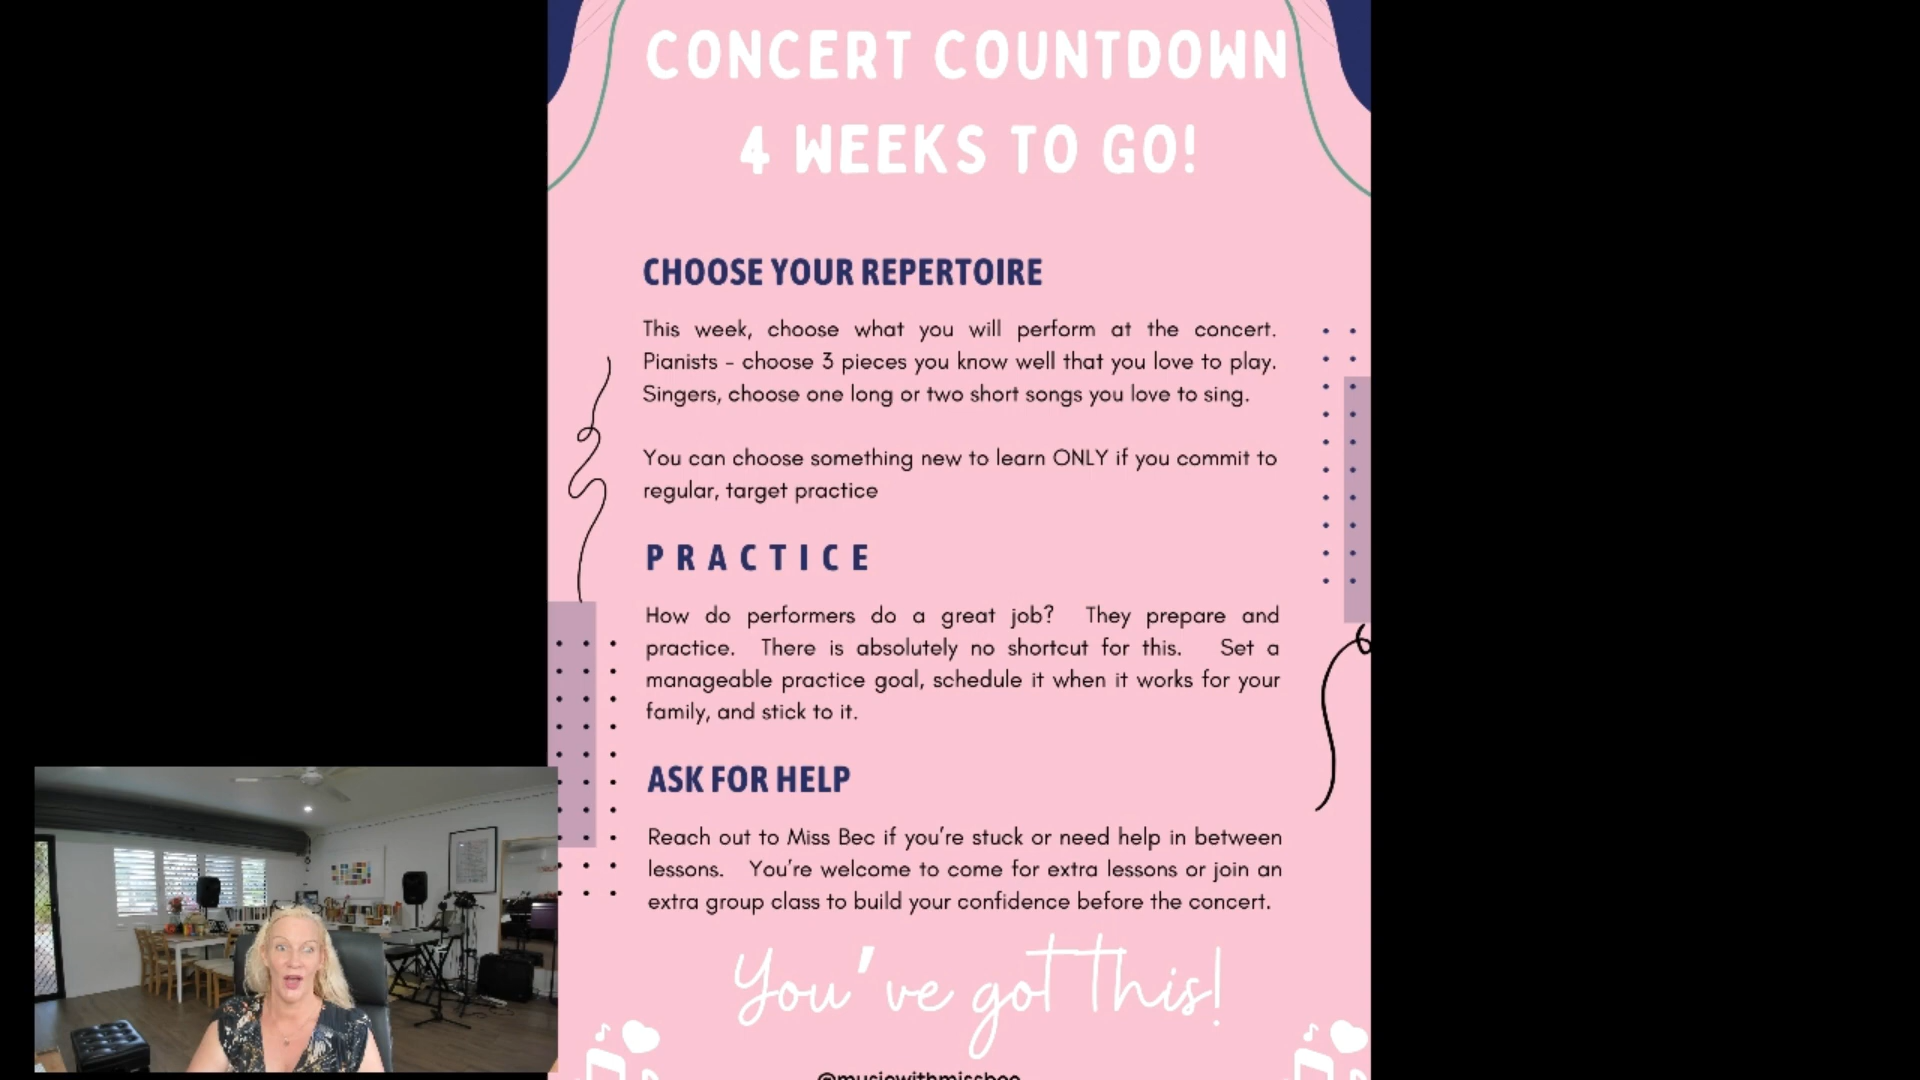 CONCERT COUNTDOWN
4 WEEKS TO GO!
CHOOSE YOUR REPERTOIRE
This week, choose what you will perform at the concert.
Pianists - choose 3 pieces you know well that you love to play.
Singers, choose one long or two short songs you love to sing.
You can choose something new to learn ONLY if you commit to
regular, target practice
PRACTICE
How do performers do a great job? They prepare and
practice. There is absolutely no shortcut for this. Set a
manageable practice goal, schedule it when it works for your
family, and stick to it.
ASK FOR HELP
Reach out to Miss Bec if you're stuck or need help in between
lessons. You're welcome to come for extra lessons or join an
extra group class to build your confidence before the concert.
You've got this!